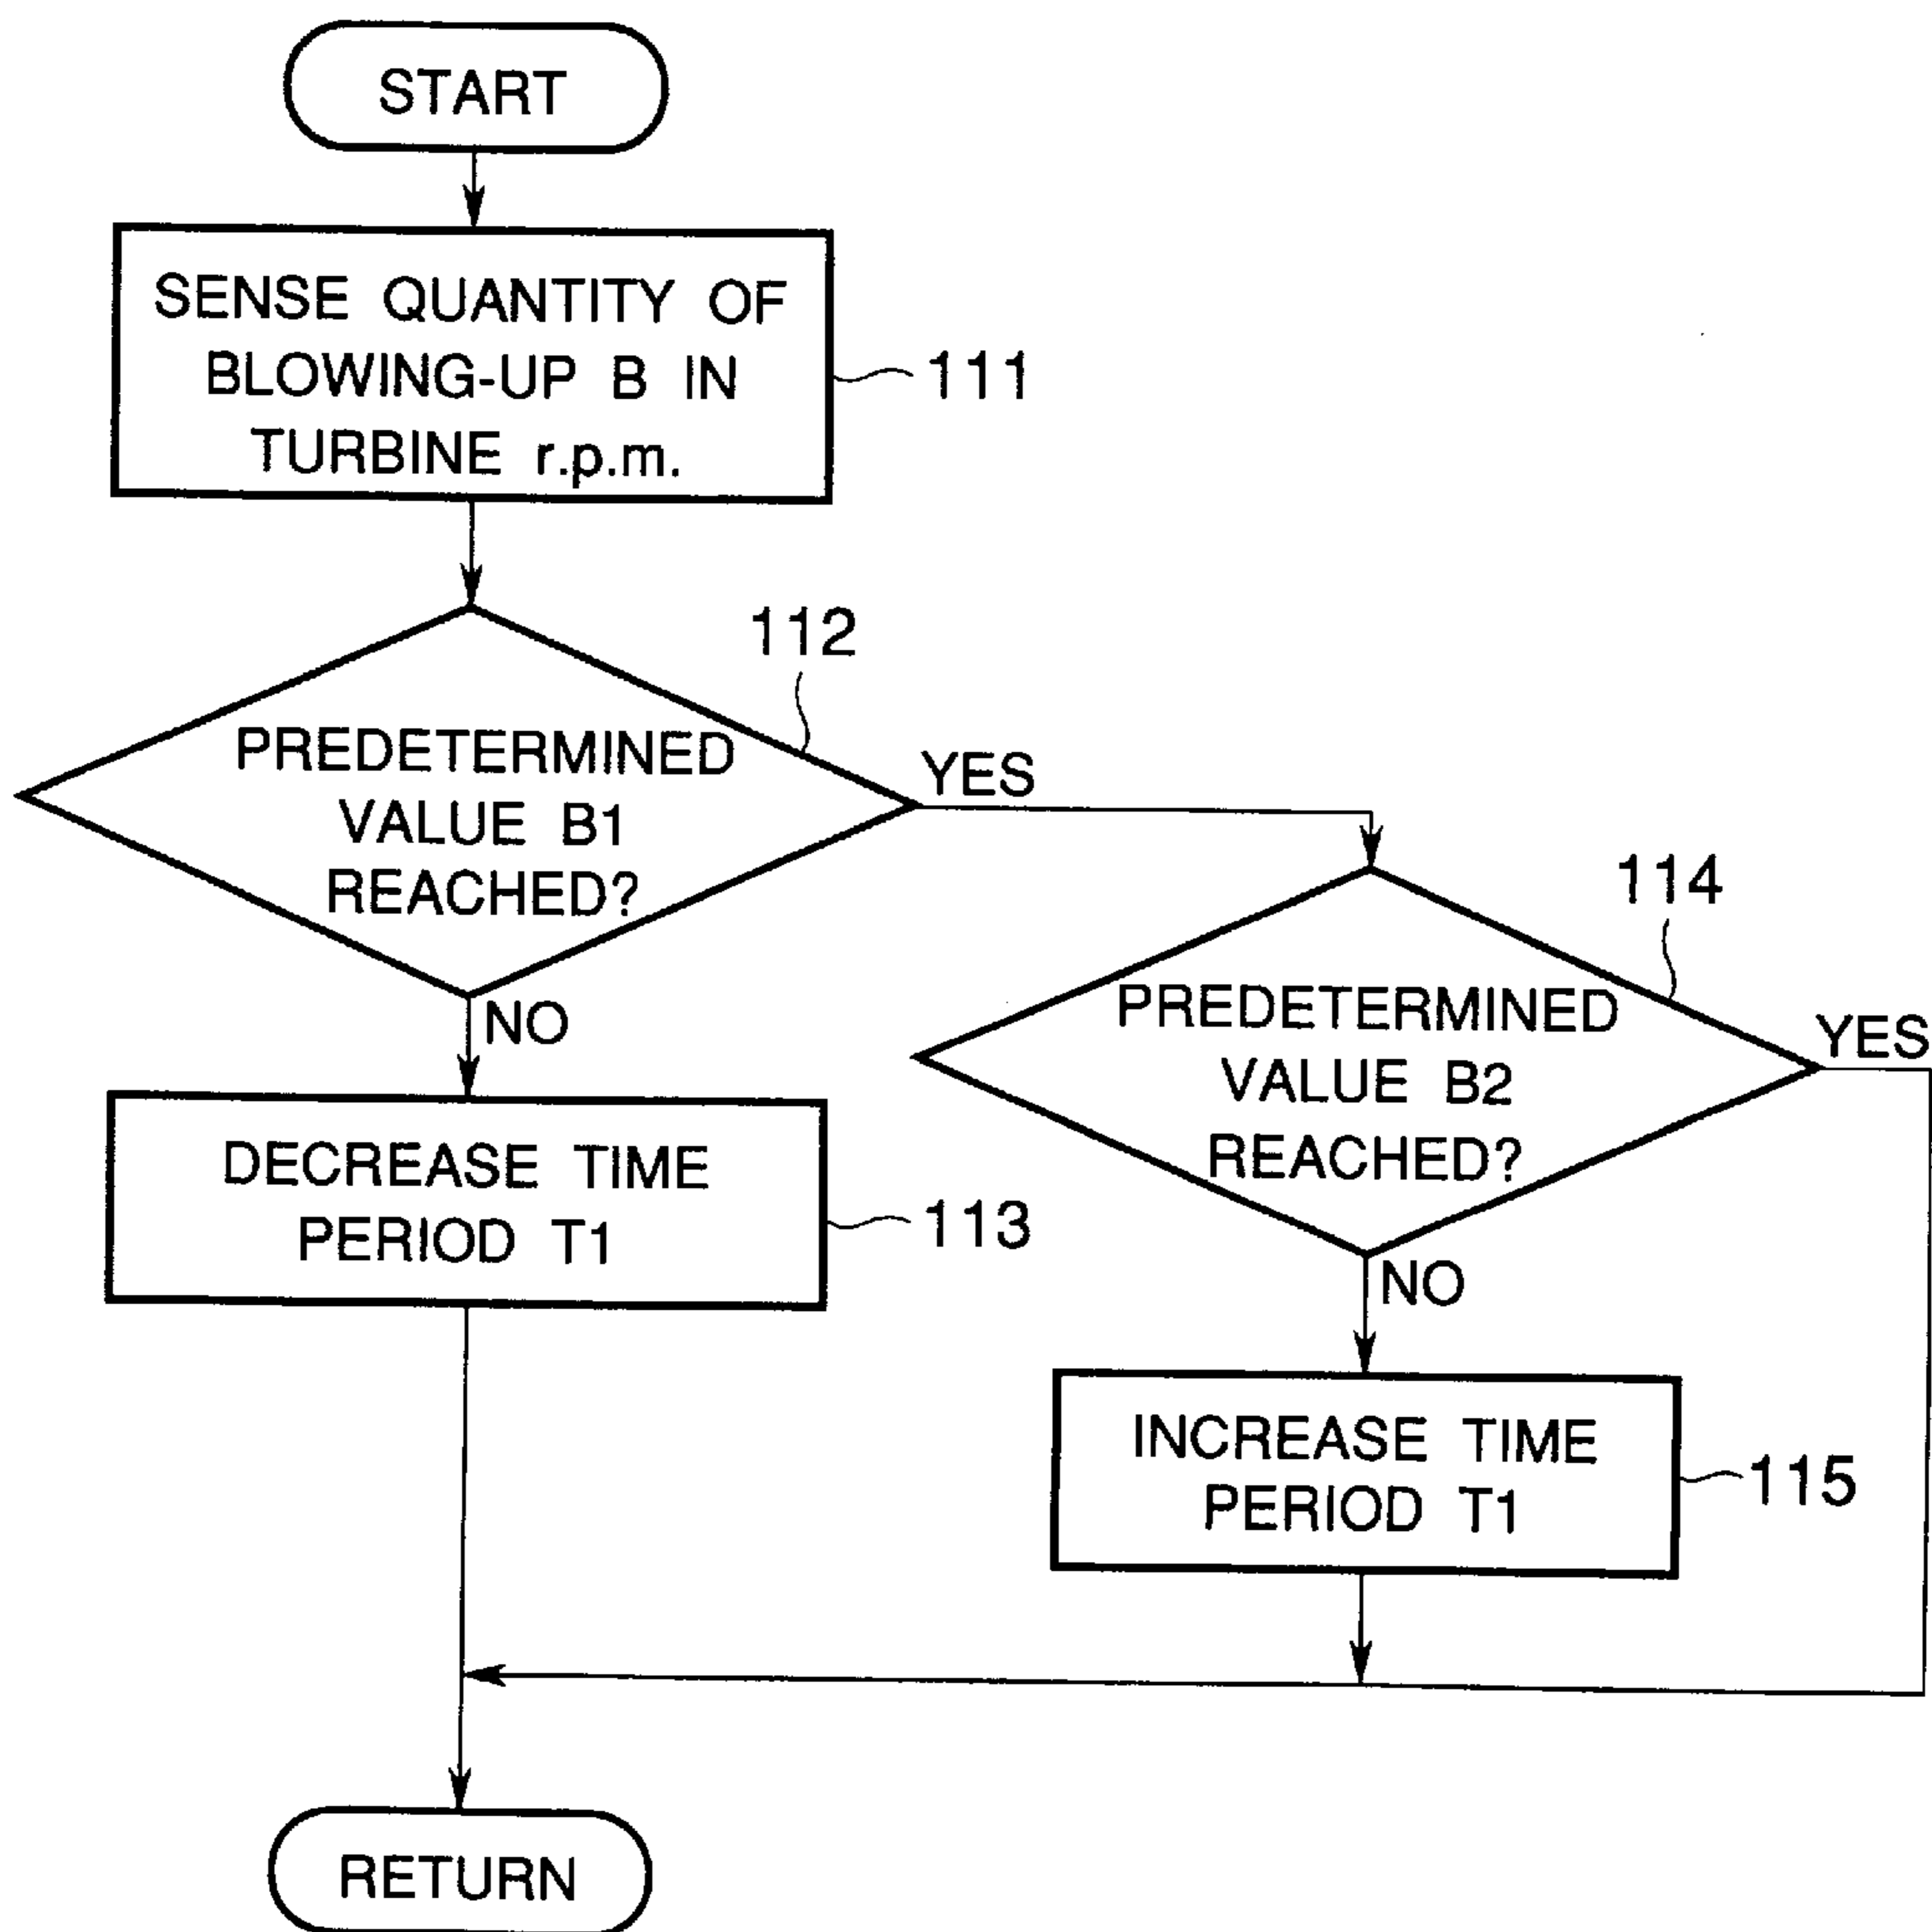 START
SENSE QUANTITY OF
BLOWING-UP B IN
TURBINE r.p.m.
111
112
PREDETERMINED
VALUE B1
REACHED?
YES
NO
114
PREDETERMINED
VALUE B2
REACHED?
YES
NO
DECREASE TIME
PERIOD T1
113
INCREASE TIME
PERIOD T1
115
RETURN